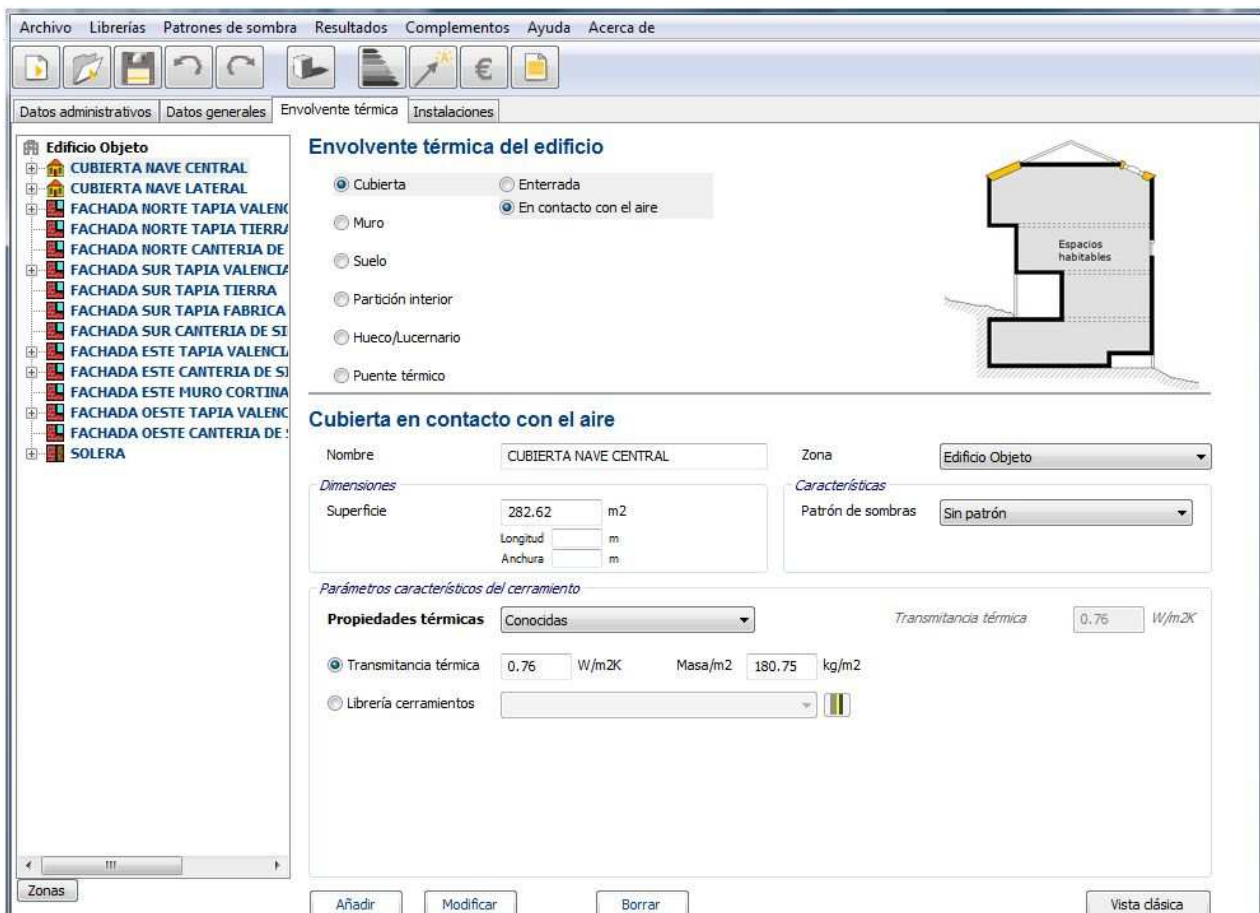 Archivo Librerías Patrones de sombra Resultados Complementos Ayuda Acerca de
€
Datos administrativos Datos generales Envolvente térmica Instalaciones
Edificio Objeto
CUBIERTA NAVE CENTRAL
CUBIERTA NAVE LATERAL
FACHADA NORTE TAPIA VALENC
FACHADA NORTE TAPIA TIERRA
FACHADA NORTE CANTERIA DE
FACHADA SUR TAPIA VALENCIA
FACHADA SUR TAPIA TIERRA
FACHADA SUR TAPIA FABRICA
FACHADA SUR CANTERIA DE SI
FACHADA ESTE TAPIA VALENCI
FACHADA ESTE CANTERIA DE SI
FACHADA ESTE MURO CORTINA
FACHADA OESTE TAPIA VALENC
FACHADA OESTE CANTERIA DE
SOLERA
Zonas
Envolvente térmica del edificio
Cubierta
Enterrada
En contacto con el aire
Muro
Suelo
Partición interior
Hueco/Lucernario
Puente térmico
Espacios
habitables
Cubierta en contacto con el aire
Nombre CUBIERTA NAVE CENTRAL Zona Edificio Objeto
Dimensiones
Superficie 282.62 m2
Longitud m
Anchura m
Características
Patrón de sombras Sin patrón
Parámetros característicos del cerramiento
Propiedades térmicas Conocidas Transmitancia térmica 0.76 W/m2K
Transmitancia térmica 0.76 W/m2K Masa/m2 180.75 kg/m2
Librería cerramientos
Añadir Modificar Borrar Vista clásica